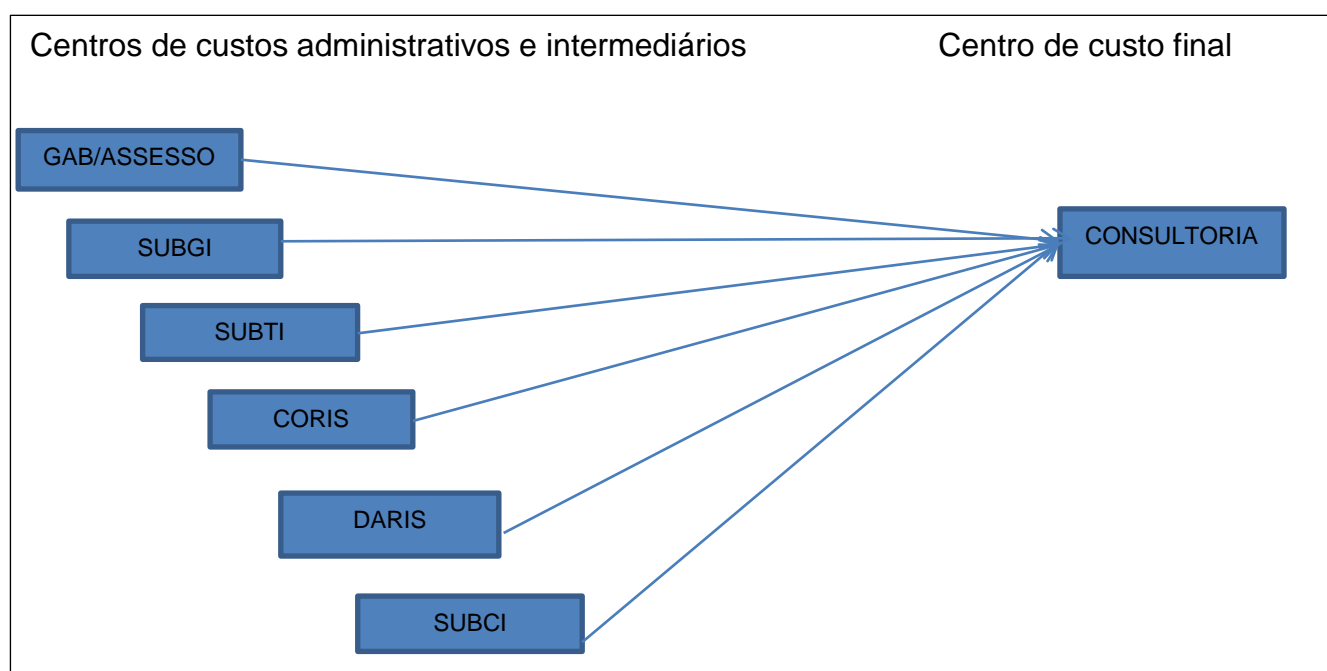 Centros de custos administrativos e intermediários
Centro de custo final
GAB/ASSESSO
SUBGI
CONSULTORIA
SUBTI
CORIS
DARIS
SUBCI